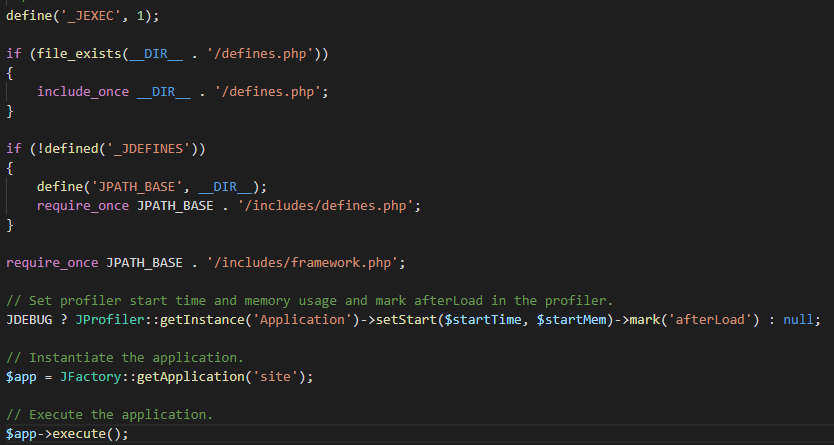 define('_JEXEC', 1);
if (file_exists(__DIR__ . '/defines.php'))
{
    include_once __DIR__ . '/defines.php';
}
if (!defined('_JDEFINES'))
{
    define('JPATH_BASE', __DIR__);
    require_once JPATH_BASE . '/includes/defines.php';
}
require_once JPATH_BASE . '/includes/framework.php';
// Set profiler start time and memory usage and mark afterLoad in the profiler.
JDEBUG ? JProfiler::getInstance('Application')->setStart($startTime, $startMem)->mark('afterLoad') : null;
// Instantiate the application.
$app = JFactory::getApplication('site');
// Execute the application.
$app->execute();